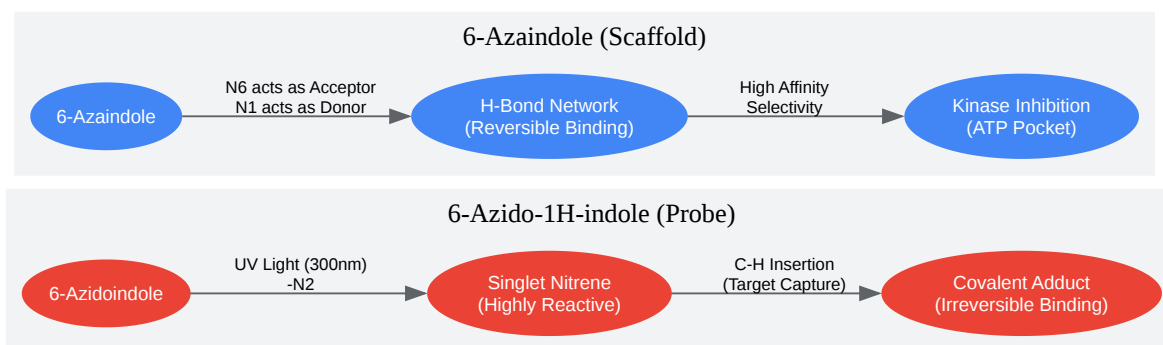 6-Azaindole (Scaffold)
6-Azaindole
N6 acts as Acceptor
N1 acts as Donor
H-Bond Network
(Reversible Binding)
High Affinity
Selectivity
Kinase Inhibition
(ATP Pocket)
6-Azido-1H-indole (Probe)
6-Azidoindole
UV Light (300nm)
-N2
Singlet Nitrene
(Highly Reactive)
C-H Insertion
(Target Capture)
Covalent Adduct
(Irreversible Binding)